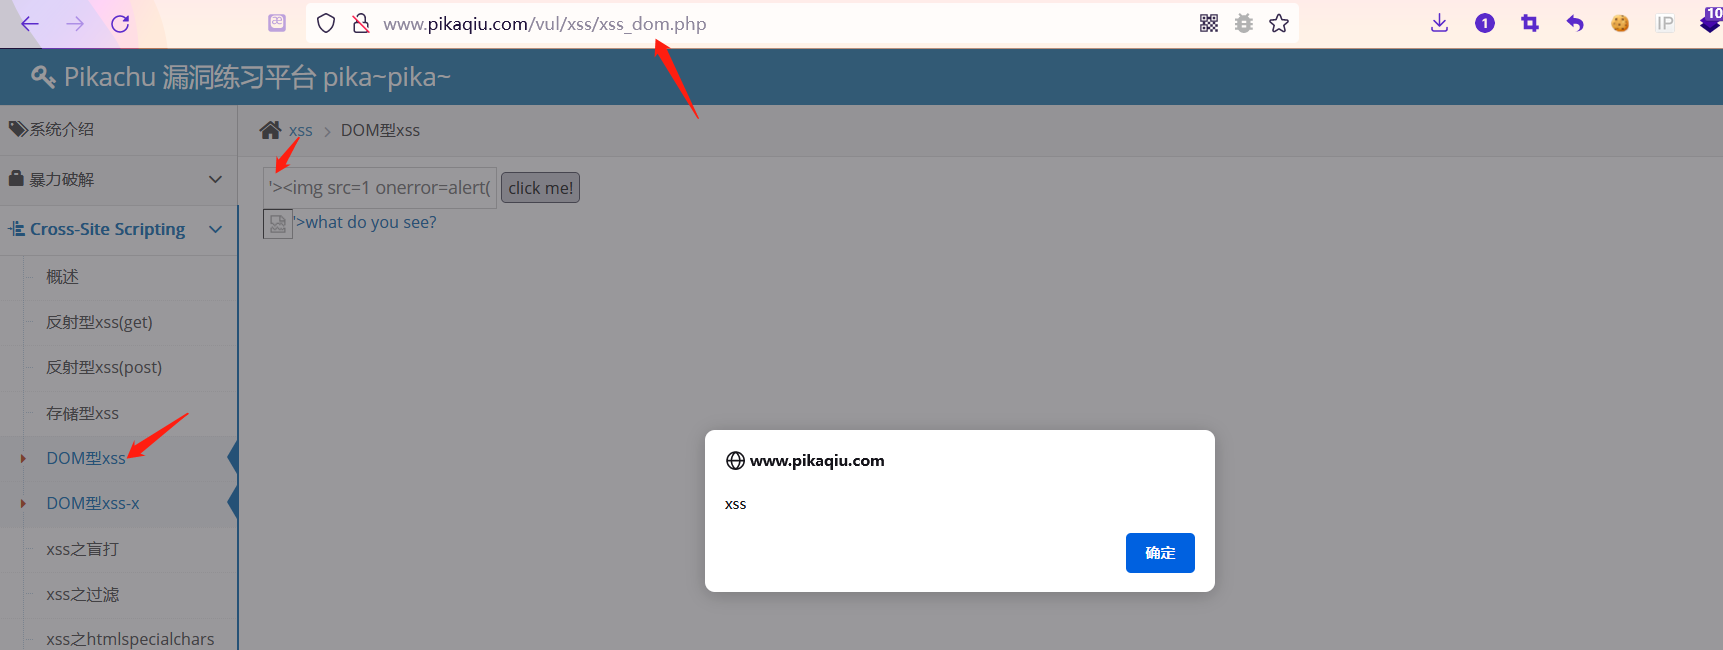 www.pikaqiu.com/vul/xss/xss_dom.php
1
IP
10
Pikachu 漏洞练习平台 pika~pika~
系统介绍
xss > DOM型xss
暴力破解
'><img src=1 onerror=alert(
click me!
'>what do you see?
Cross-Site Scripting
概述
反射型xss(get)
反射型xss(post)
存储型xss
DOM型xss
DOM型xss-x
xss之盲打
xss之过滤
xss之htmlspecialchars
www.pikaqiu.com
xss
确定